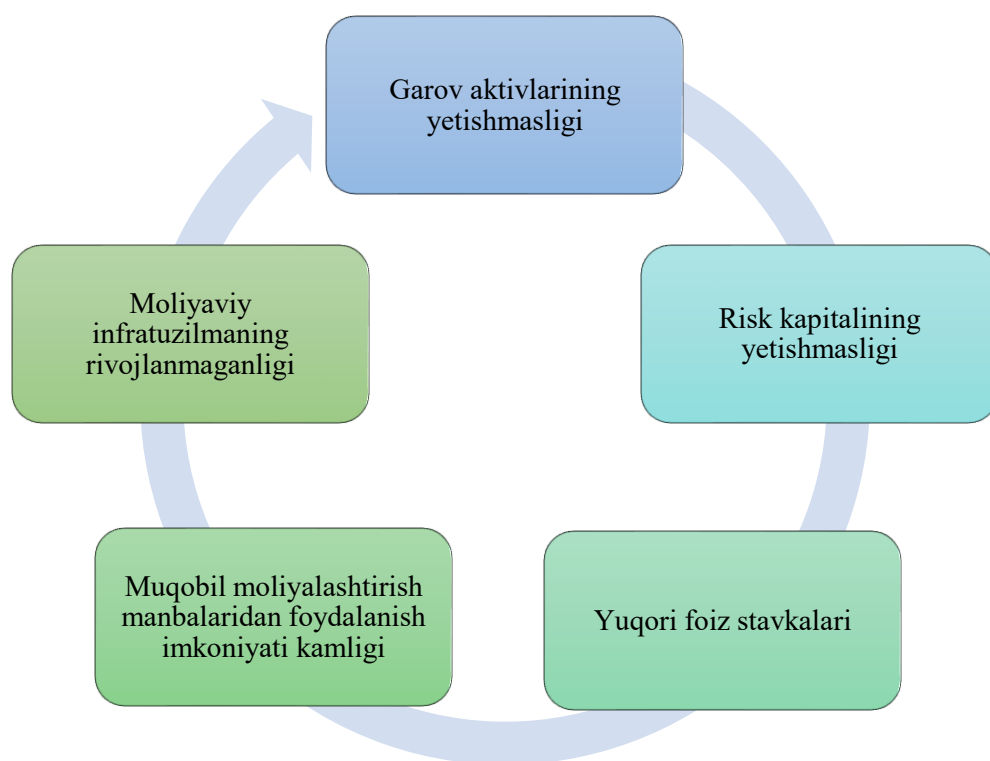 Garov aktivlarining
yetishmasligi
Risk kapitalining
yetishmasligi
Yuqori foiz stavkalari
Muqobil moliyalashtirish
manbalaridan foydalanish
imkoniyati kamligi
Moliyaviy
infratuzilmaning
rivojlanmaganligi